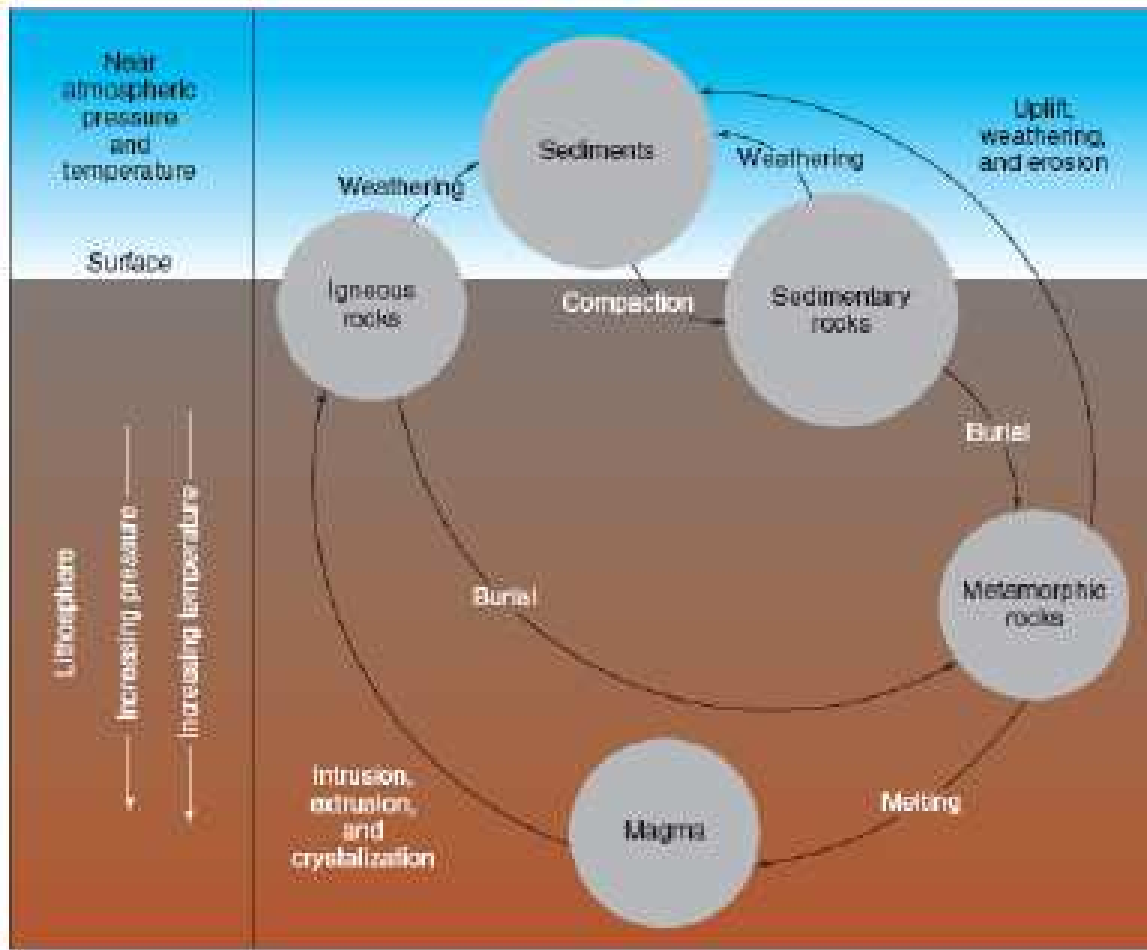 Near
atmospheric
pressure
and
temperature
Surface
Lithosphere
Increasing pressure
Increasing temperature
Sediments
Weathering
Weathering
Uplift,
weathering,
and erosion
Igneous
rocks
Compaction
Sedimentary
rocks
Burial
Burial
Metamorphic
rocks
Intrusion,
extrusion,
and
crystalization
Magma
Melting